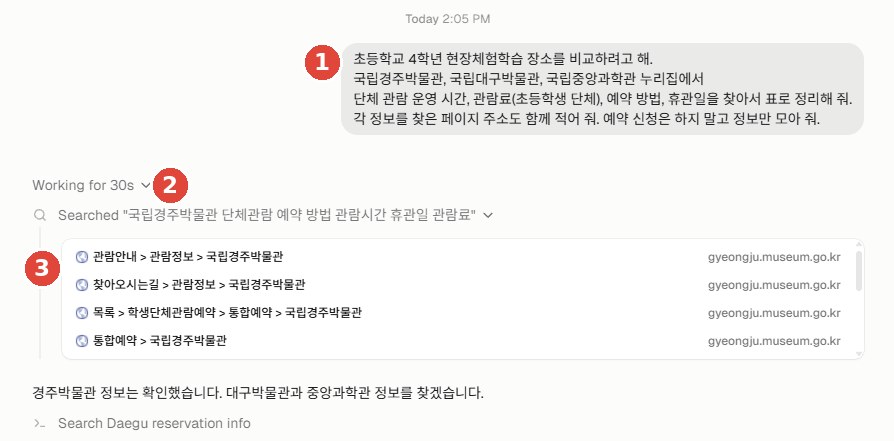 Today 2:05 PM
1
초등학교 4학년 현장체험학습 장소를 비교하려고 해.
국립경주박물관, 국립대구박물관, 국립중앙과학관 누리집에서
단체 관람 운영 시간, 관람료(초등학생 단체), 예약 방법, 휴관일을 찾아서 표로 정리해 줘.
각 정보를 찾은 페이지 주소도 함께 적어 줘. 예약 신청은 하지 말고 정보만 모아 줘.
Working for 30s
2
Searched "국립경주박물관 단체관람 예약 방법 관람시간 휴관일 관람료"
3
관람안내 > 관람정보 > 국립경주박물관 gyeongju.museum.go.kr
찾아오시는길 > 관람정보 > 국립경주박물관 gyeongju.museum.go.kr
목록 > 학생단체관람예약 > 통합예약 > 국립경주박물관 gyeongju.museum.go.kr
통합예약 > 국립경주박물관 gyeongju.museum.go.kr
경주박물관 정보는 확인했습니다. 대구박물관과 중앙과학관 정보를 찾겠습니다.
Search Daegu reservation info